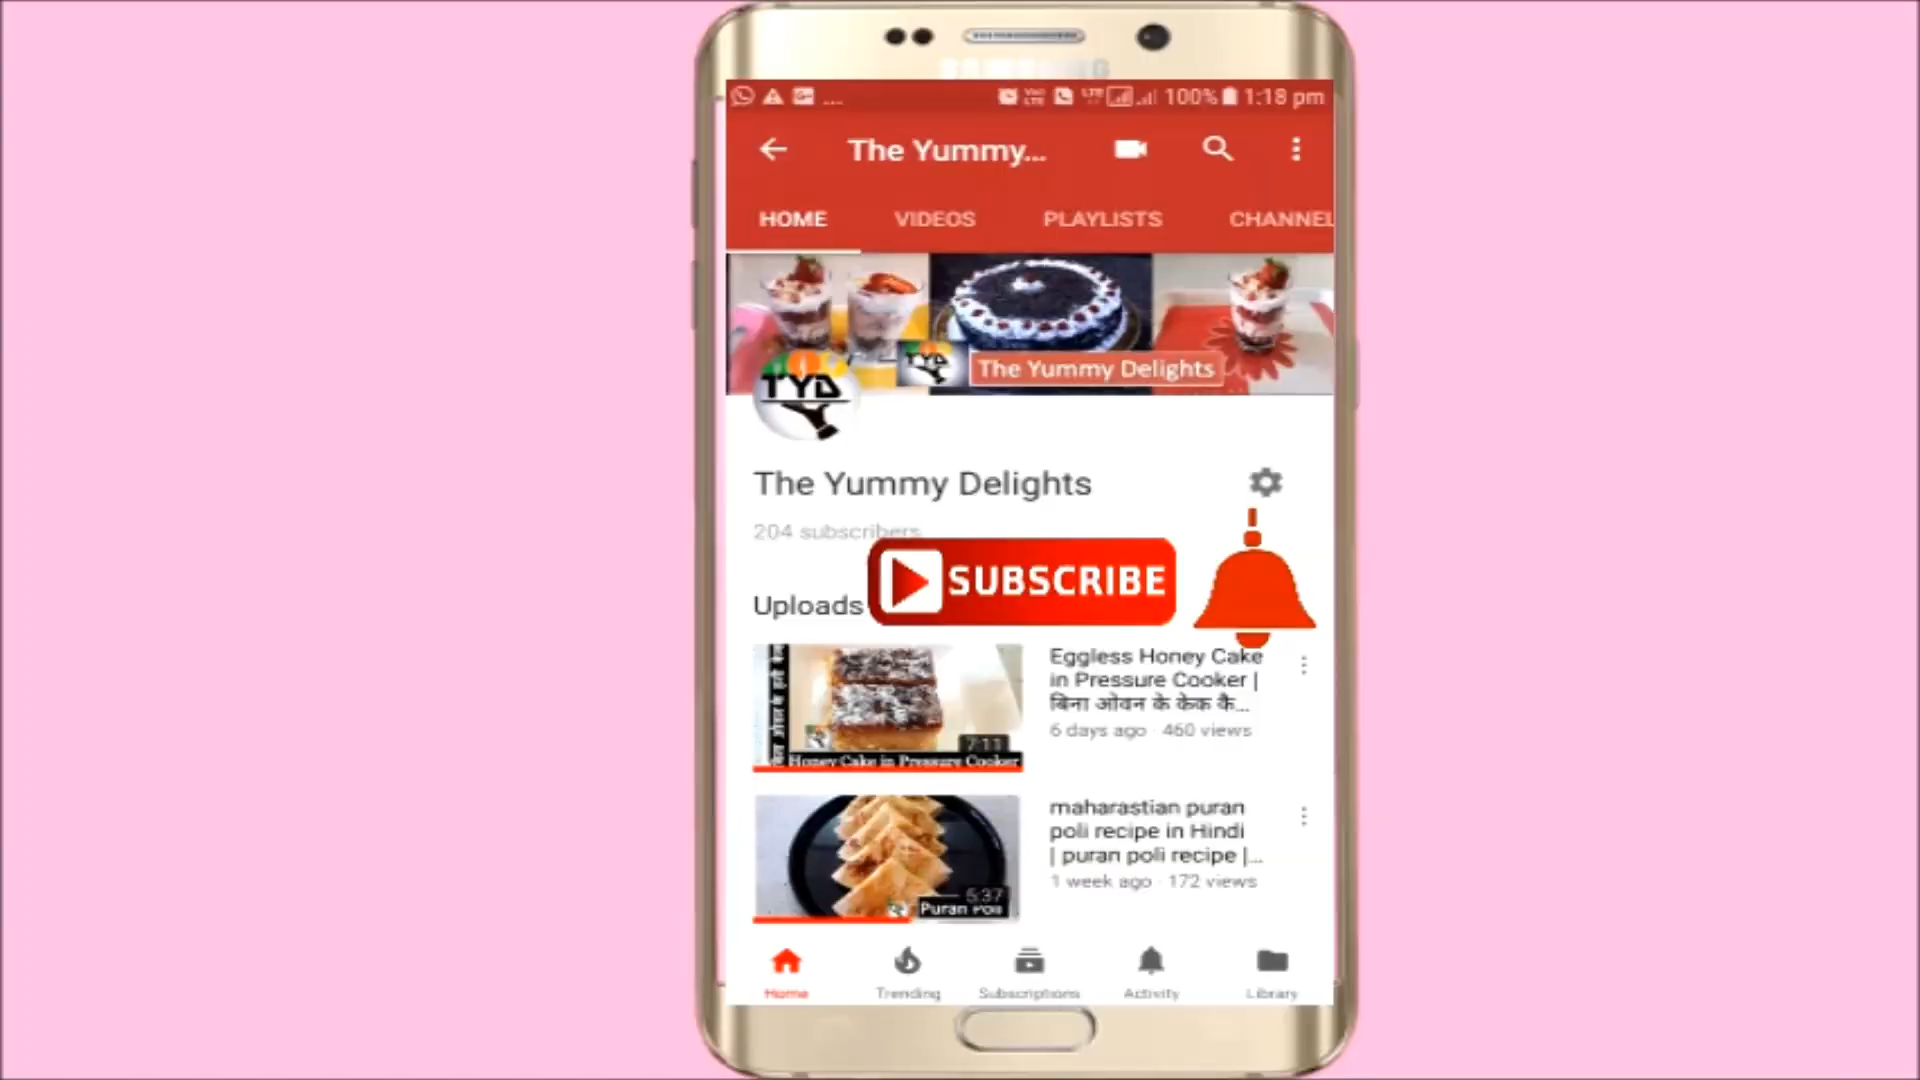 SAMSUNG
... 100% 1:18 pm
The Yummy...
HOME VIDEOS PLAYLISTS CHANNEL
TYD
The Yummy Delights
TYD
The Yummy Delights
204 subscribers
SUBSCRIBE
Uploads
Eggless Honey Cake
in Pressure Cooker |
बिना ओवन के केक कै...
6 days ago · 460 views
7:11
Honey Cake in Pressure Cooker
maharastian puran
poli recipe in Hindi
| puran poli recipe |...
1 week ago · 172 views
5:37
Puran Poli
Home Trending Subscriptions Activity Library